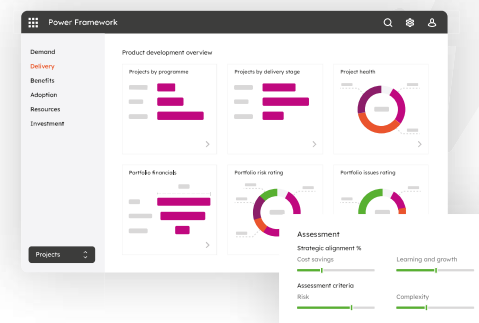 Power Framework
Demand
Delivery
Benefits
Adoption
Resources
Investment
Projects
Product development overview
Projects by programme
Projects by delivery stage
Project health
Portfolio financials
Portfolio risk rating
Portfolio issues rating
Assessment
Strategic alignment %
Cost savings
Learning and growth
Assessment criteria
Risk
Complexity